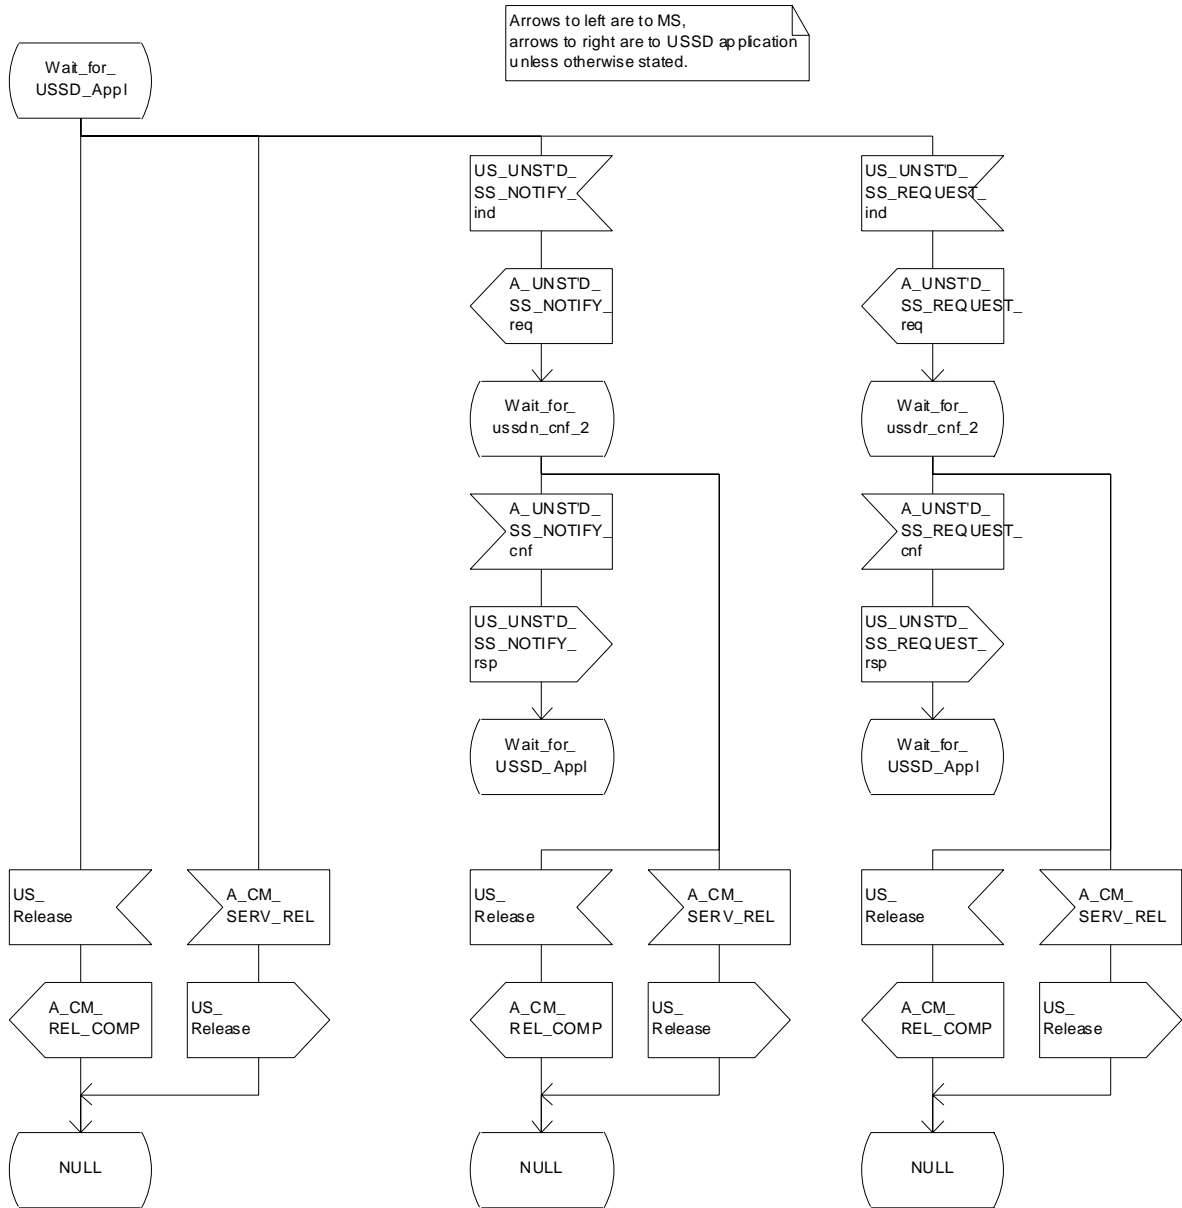 Arrows to left are to MS,
arrows to right are to USSD application
unless otherwise stated.
Wait_for_
USSD_Appl
US_UNST'D_
SS_NOTIFY_
ind
US_UNST'D_
SS_REQUEST_
ind
A_UNST'D_
SS_NOTIFY_
req
A_UNST'D_
SS_REQUEST_
req
Wait_for_
ussdn_cnf_2
Wait_for_
ussdr_cnf_2
A_UNST'D_
SS_NOTIFY_
cnf
A_UNST'D_
SS_REQUEST_
cnf
US_UNST'D_
SS_NOTIFY_
rsp
US_UNST'D_
SS_REQUEST_
rsp
Wait_for_
USSD_Appl
Wait_for_
USSD_Appl
US_
Release
A_CM_
SERV_REL
US_
Release
A_CM_
SERV_REL
US_
Release
A_CM_
SERV_REL
A_CM_
REL_COMP
US_
Release
A_CM_
REL_COMP
US_
Release
A_CM_
REL_COMP
US_
Release
NULL
NULL
NULL